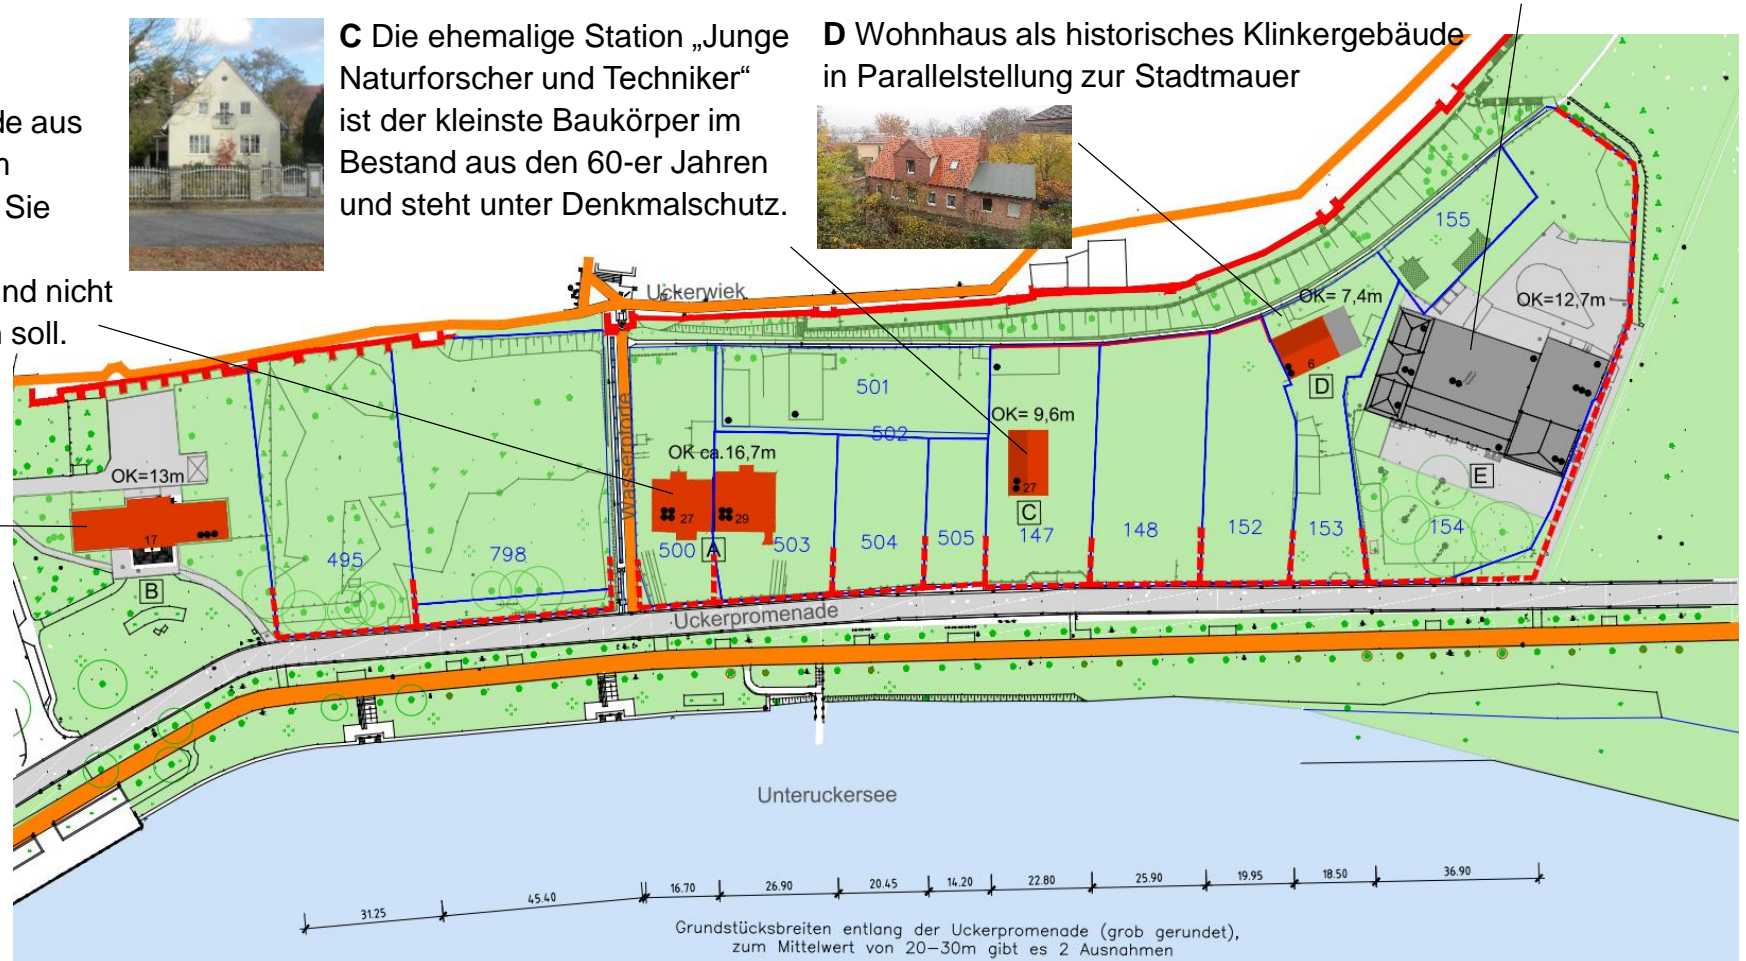 de aus
n
Sie
nd nicht
n soll.
C Die ehemalige Station „Junge
Naturforscher und Techniker“
ist der kleinste Baukörper im
Bestand aus den 60-er Jahren
und steht unter Denkmalschutz.
D Wohnhaus als historisches Klinkergebäude
in Parallelstellung zur Stadtmauer
Uckerwiek
155
OK= 7,4m
OK=12,7m
6
D
501
502
OK= 9,6m
Wasserpforte
OK ca.16,7m
OK=13m
E
27
29
27
C
17
B
495
798
500
A
503
504
505
147
148
152
153
154
Uckerpromenade
Unteruckersee
31.25
45.40
16.70
26.90
20.45
14.20
22.80
25.90
19.95
18.50
36.90
Grundstücksbreiten entlang der Uckerpromenade (grob gerundet),
zum Mittelwert von 20–30m gibt es 2 Ausnahmen